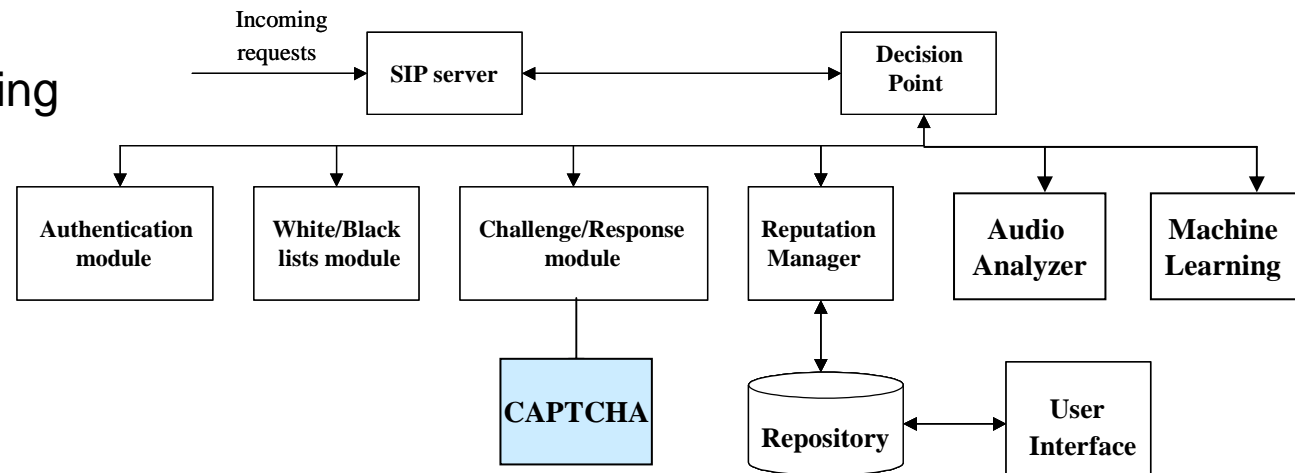 Incoming
requests
ing
SIP server
Decision
Point
Authentication
module
White/Black
lists module
Challenge/Response
module
Reputation
Manager
Audio
Analyzer
Machine
Learning
CAPTCHA
Repository
User
Interface